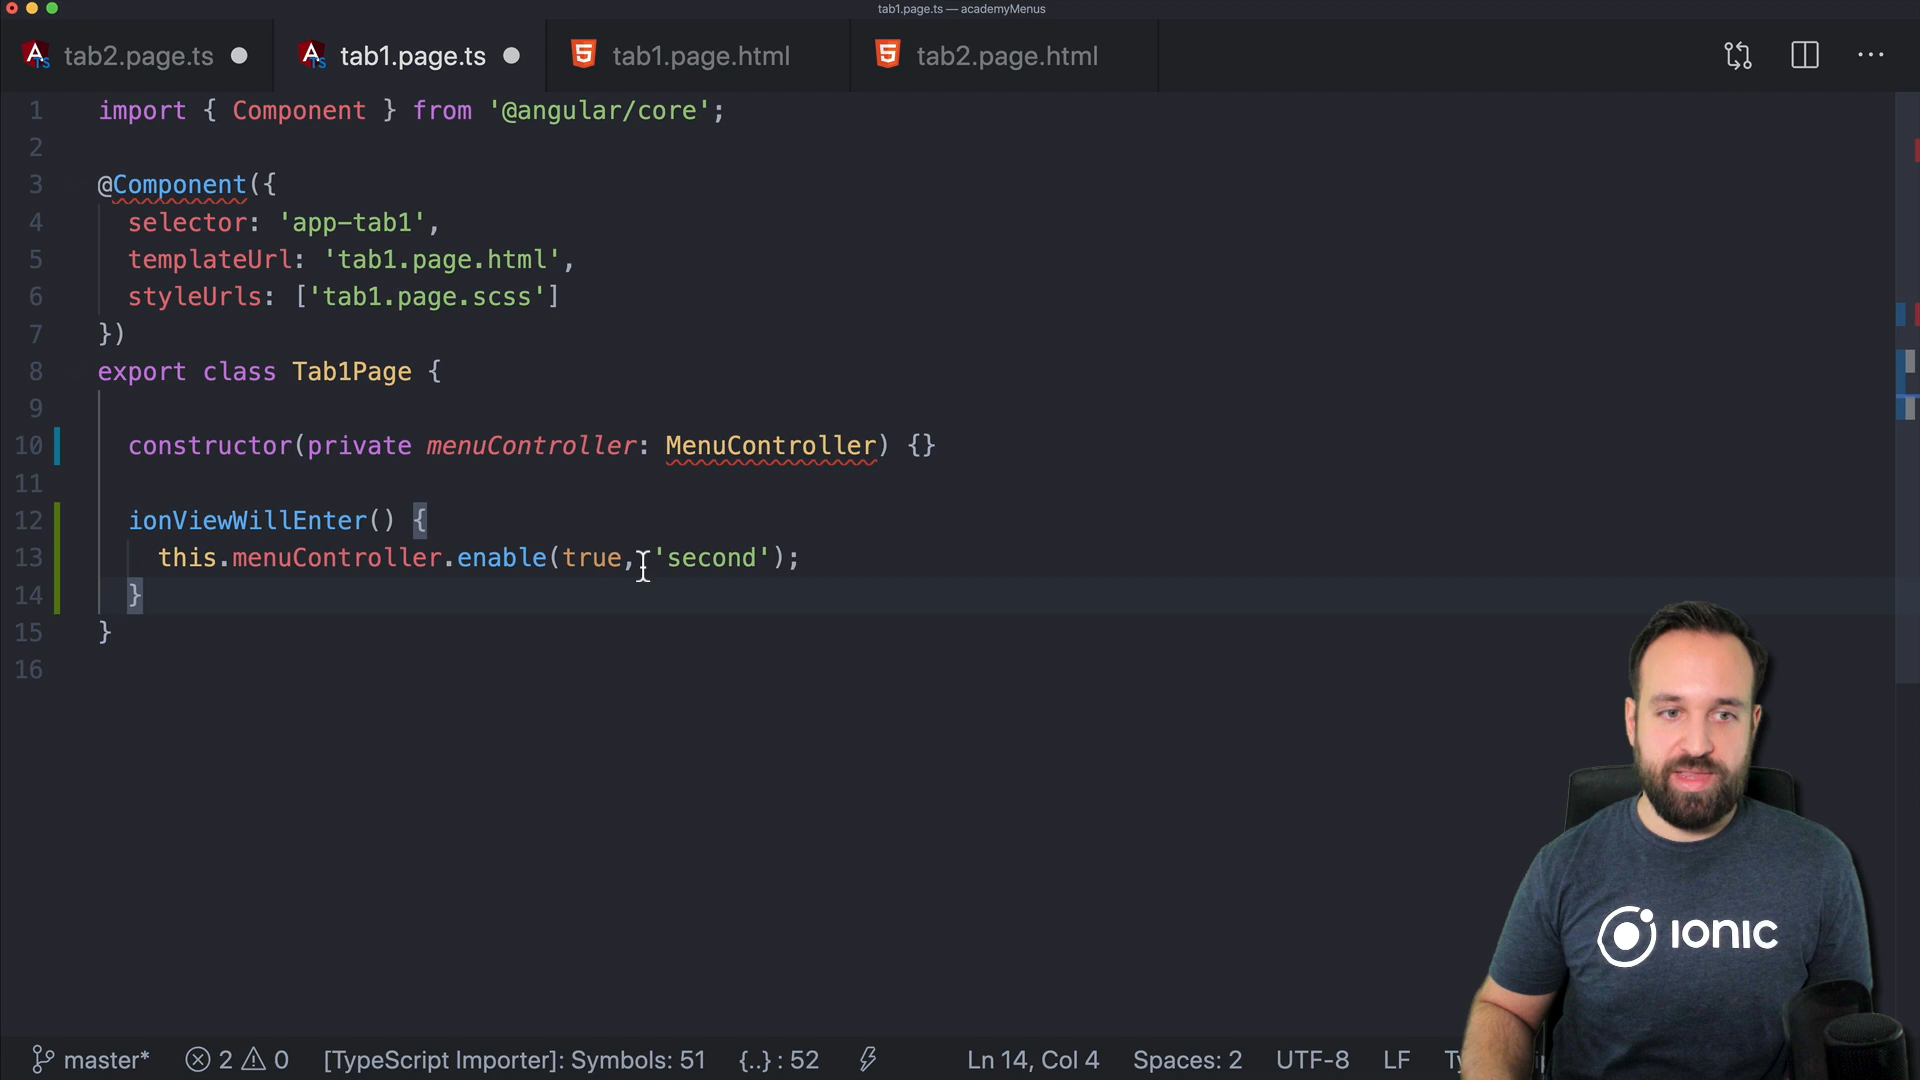 tab1.page.ts — academyMenus
tab2.page.ts
tab1.page.ts
tab1.page.html
tab2.page.html
1 import { Component } from '@angular/core';
2
3 @Component({
4 selector: 'app-tab1',
5 templateUrl: 'tab1.page.html',
6 styleUrls: ['tab1.page.scss']
7 })
8 export class Tab1Page {
9
10 constructor(private menuController: MenuController) {}
11
12 ionViewWillEnter() {
13 this.menuController.enable(true, 'second');
14 }
15 }
16
IONIC
master* 2 0 [TypeScript Importer]: Symbols: 51 {..} : 52 Ln 14, Col 4 Spaces: 2 UTF-8 LF